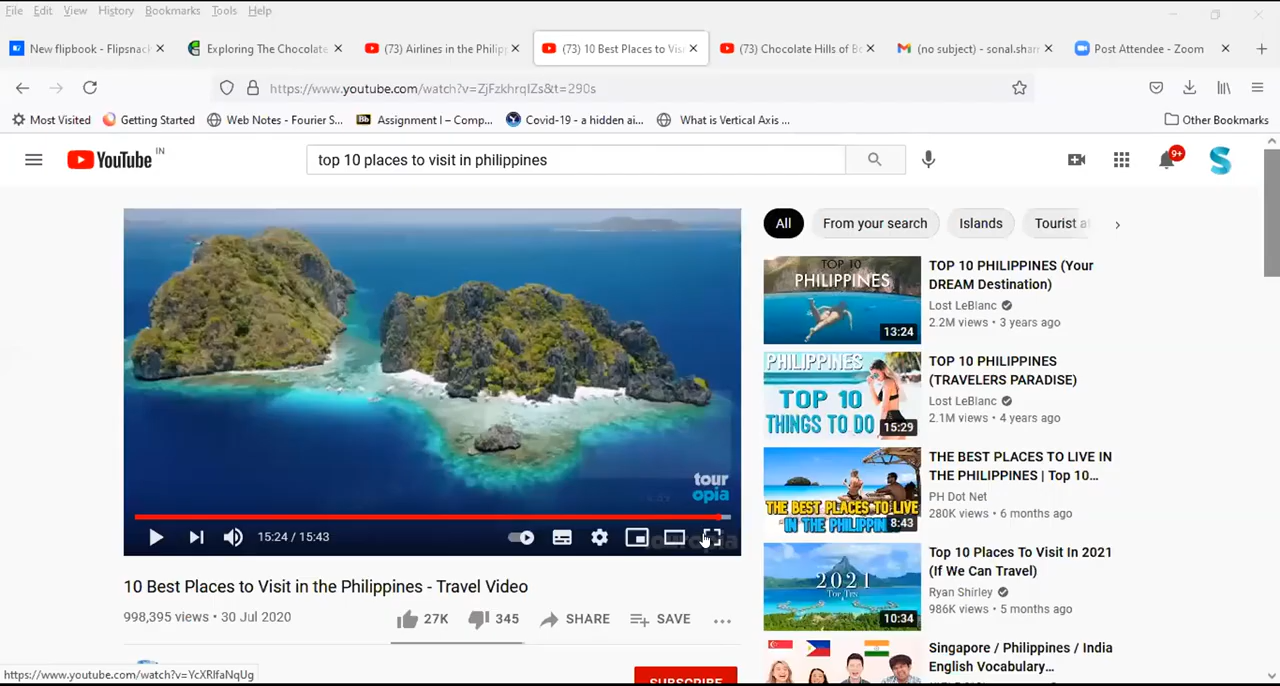 File Edit View History Bookmarks Tools Help
New flipbook - Flipsnack
Exploring The Chocolate
(73) Airlines in the Philipp
(73) 10 Best Places to Visi
(73) Chocolate Hills of Bo
(no subject) - sonal.sharm
Post Attendee - Zoom
https://www.youtube.com/watch?v=ZjFzkhrqIZs&t=290s
Most Visited
Getting Started
Web Notes - Fourier S...
Assignment I – Comp...
Covid-19 - a hidden ai...
What is Vertical Axis ...
Other Bookmarks
YouTube IN
top 10 places to visit in philippines
9+
All
From your search
Islands
Tourist a
tour
opia
15:24 / 15:43
10 Best Places to Visit in the Philippines - Travel Video
998,395 views • 30 Jul 2020
27K
345
SHARE
SAVE
SUBSCRIBE
TOP 10
PHILIPPINES
13:24
TOP 10 PHILIPPINES (Your
DREAM Destination)
Lost LeBlanc
2.2M views • 3 years ago
PHILIPPINES
TOP 10
THINGS TO DO
15:29
TOP 10 PHILIPPINES
(TRAVELERS PARADISE)
Lost LeBlanc
2.1M views • 4 years ago
THE BEST PLACES TO LIVE
IN THE PHILIPPIN
8:43
THE BEST PLACES TO LIVE IN
THE PHILIPPINES | Top 10...
PH Dot Net
280K views • 6 months ago
2021
TOP TEN
10:34
Top 10 Places To Visit In 2021
(If We Can Travel)
Ryan Shirley
986K views • 5 months ago
Singapore / Philippines / India
English Vocabulary...
https://www.youtube.com/watch?v=YcXRlfaNqUg